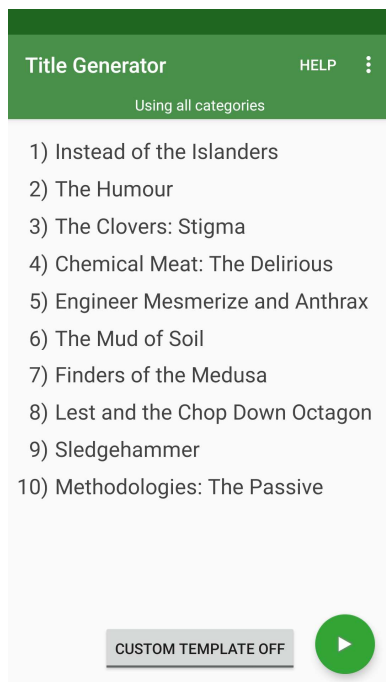 Title Generator HELP
Using all categories
1) Instead of the Islanders
2) The Humour
3) The Clovers: Stigma
4) Chemical Meat: The Delirious
5) Engineer Mesmerize and Anthrax
6) The Mud of Soil
7) Finders of the Medusa
8) Lest and the Chop Down Octagon
9) Sledgehammer
10) Methodologies: The Passive
CUSTOM TEMPLATE OFF